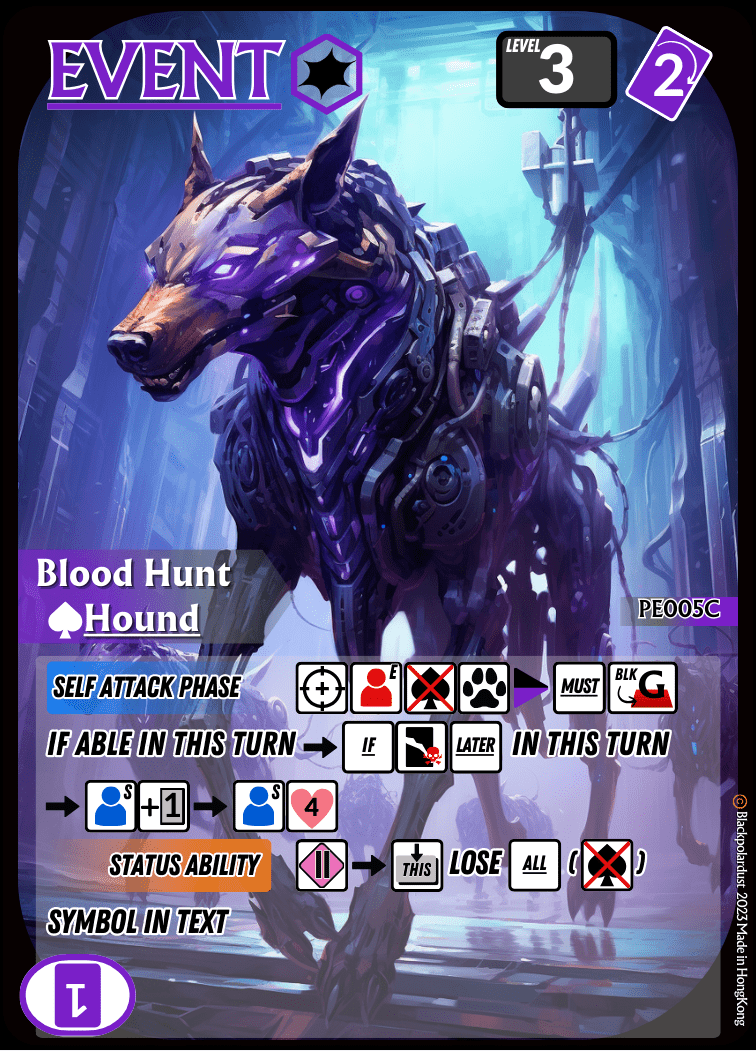 EVENT
LEVEL 3
2
Blood Hunt
♠Hound
PE005C
SELF ATTACK PHASE E MUST BLK G
IF ABLE IN THIS TURN → IF LATER IN THIS TURN
→ S +1 → S 4
STATUS ABILITY → THIS LOSE ALL ( )
SYMBOL IN TEXT
1
© Blackpolardust 2023 Made in HongKong